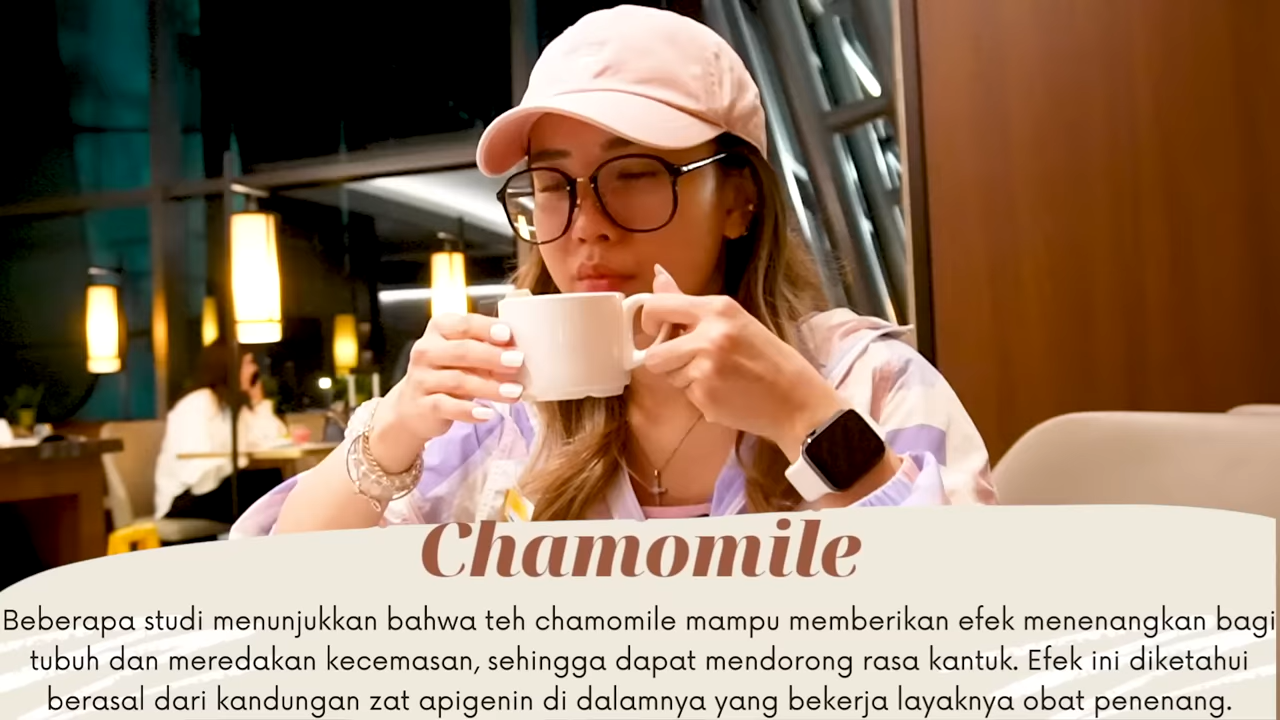 Chamomile
Beberapa studi menunjukkan bahwa teh chamomile mampu memberikan efek menenangkan bagi
tubuh dan meredakan kecemasan, sehingga dapat mendorong rasa kantuk. Efek ini diketahui
berasal dari kandungan zat apigenin di dalamnya yang bekerja layaknya obat penenang.